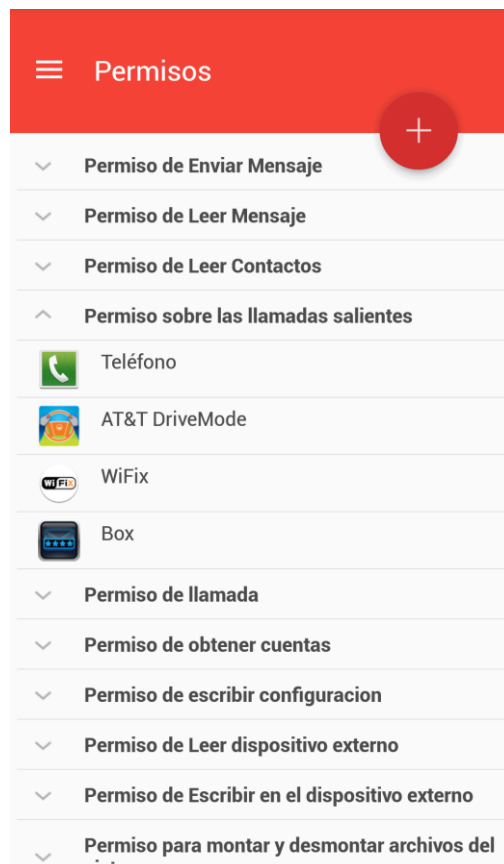 Permisos
Permiso de Enviar Mensaje
Permiso de Leer Mensaje
Permiso de Leer Contactos
Permiso sobre las llamadas salientes
Teléfono
AT&T DriveMode
WiFix
WiFix
Box
****
Permiso de llamada
Permiso de obtener cuentas
Permiso de escribir configuracion
Permiso de Leer dispositivo externo
Permiso de Escribir en el dispositivo externo
Permiso para montar y desmontar archivos del